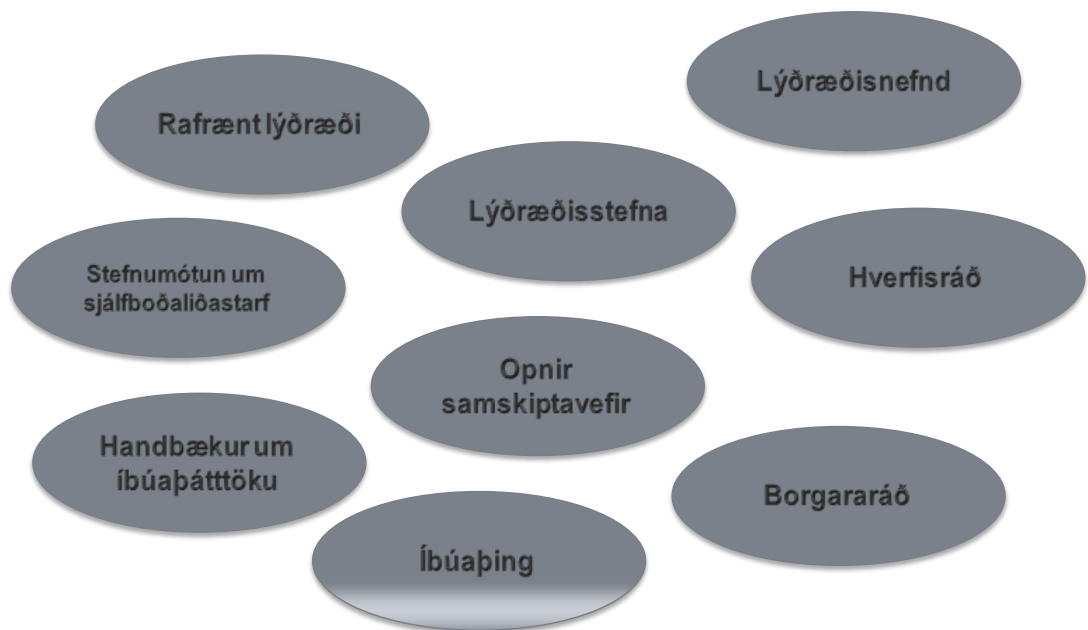 Lýðræðisnefnd
Rafrænt lýðræði
Lýðræðisstefna
Stefnumótun um
sjálfboðaliðastarf
Hverfisráð
Opnir
samskiptavefir
Handbækur um
íbúaþátttöku
Borgararáð
Íbúaþing